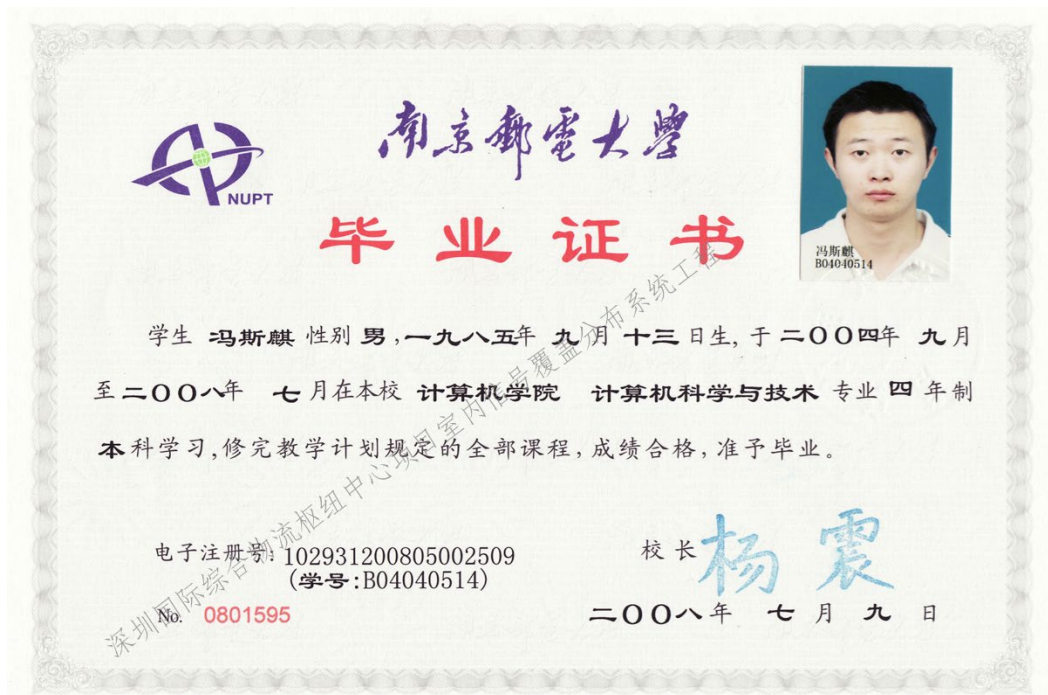 南京郵電大學
NUPT
毕业证书
冯斯麒
B04040514
学生 冯斯麒 性别 男,一九八五年 九 月 十三 日生, 于 二〇〇四年 九月
至二〇〇八年 七 月在本校 计算机学院 计算机科学与技术 专业 四 年制
本科学习,修完教学计划规定的全部课程,成绩合格,准予毕业。
电子注册号: 102931200805002509
(学号:B04040514)
No. 0801595
校 长 杨震
二〇〇八年 七 月 九 日
深圳国际综合物流枢纽中心项目室内信号覆盖分布系统工程